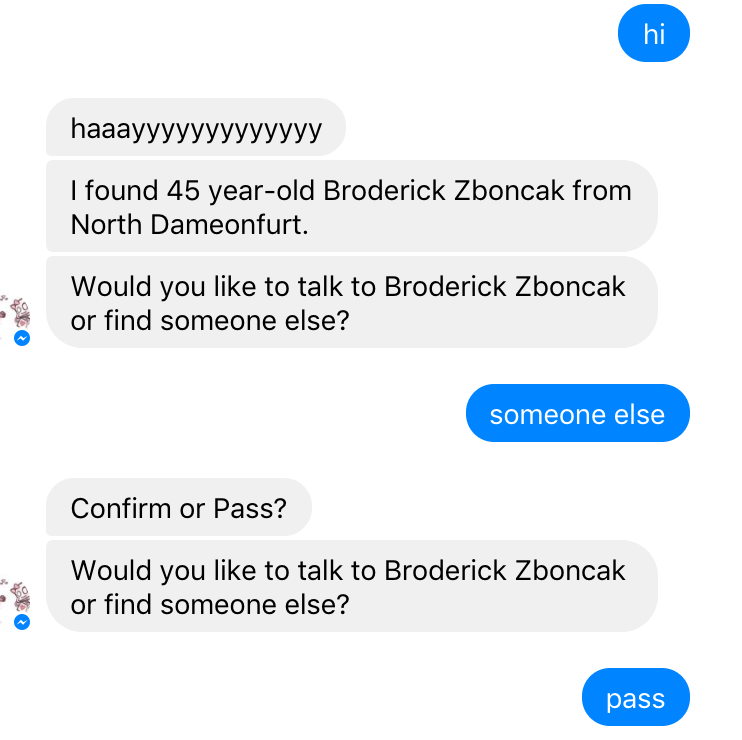 hi
haaayyyyyyyyyyyyy
I found 45 year-old Broderick Zboncak from
North Dameonfurt.
Would you like to talk to Broderick Zboncak
or find someone else?
someone else
Confirm or Pass?
Would you like to talk to Broderick Zboncak
or find someone else?
pass